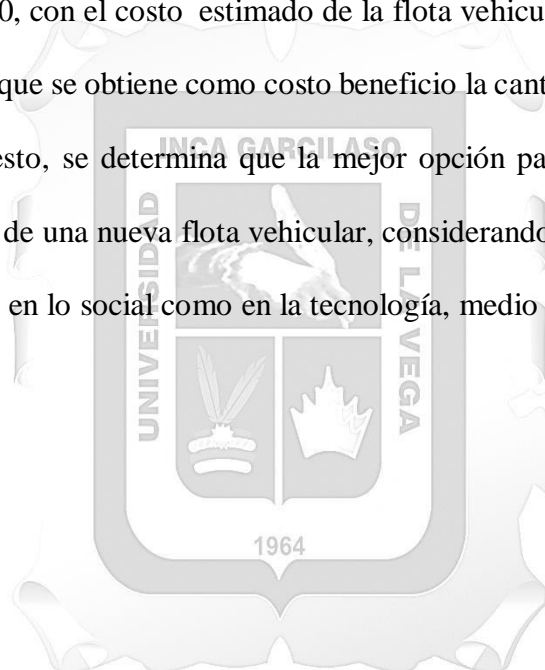 0, con el costo estimado de la flota vehicu
que se obtiene como costo beneficio la cant
esto, se determina que la mejor opción pa
de una nueva flota vehicular, considerando
en lo social como en la tecnología, medio
UNIVERSIDAD
INCA GARCILASO
DE LA VEGA
1964